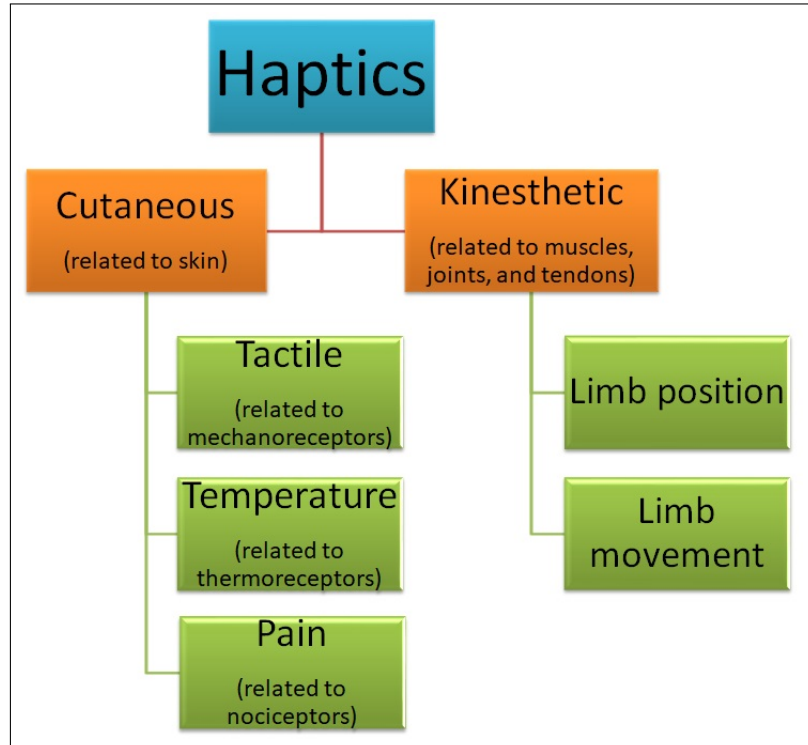 Haptics
Cutaneous
(related to skin)
Kinesthetic
(related to muscles,
joints, and tendons)
Tactile
(related to
mechanoreceptors)
Temperature
(related to
thermoreceptors)
Pain
(related to
nociceptors)
Limb position
Limb
movement